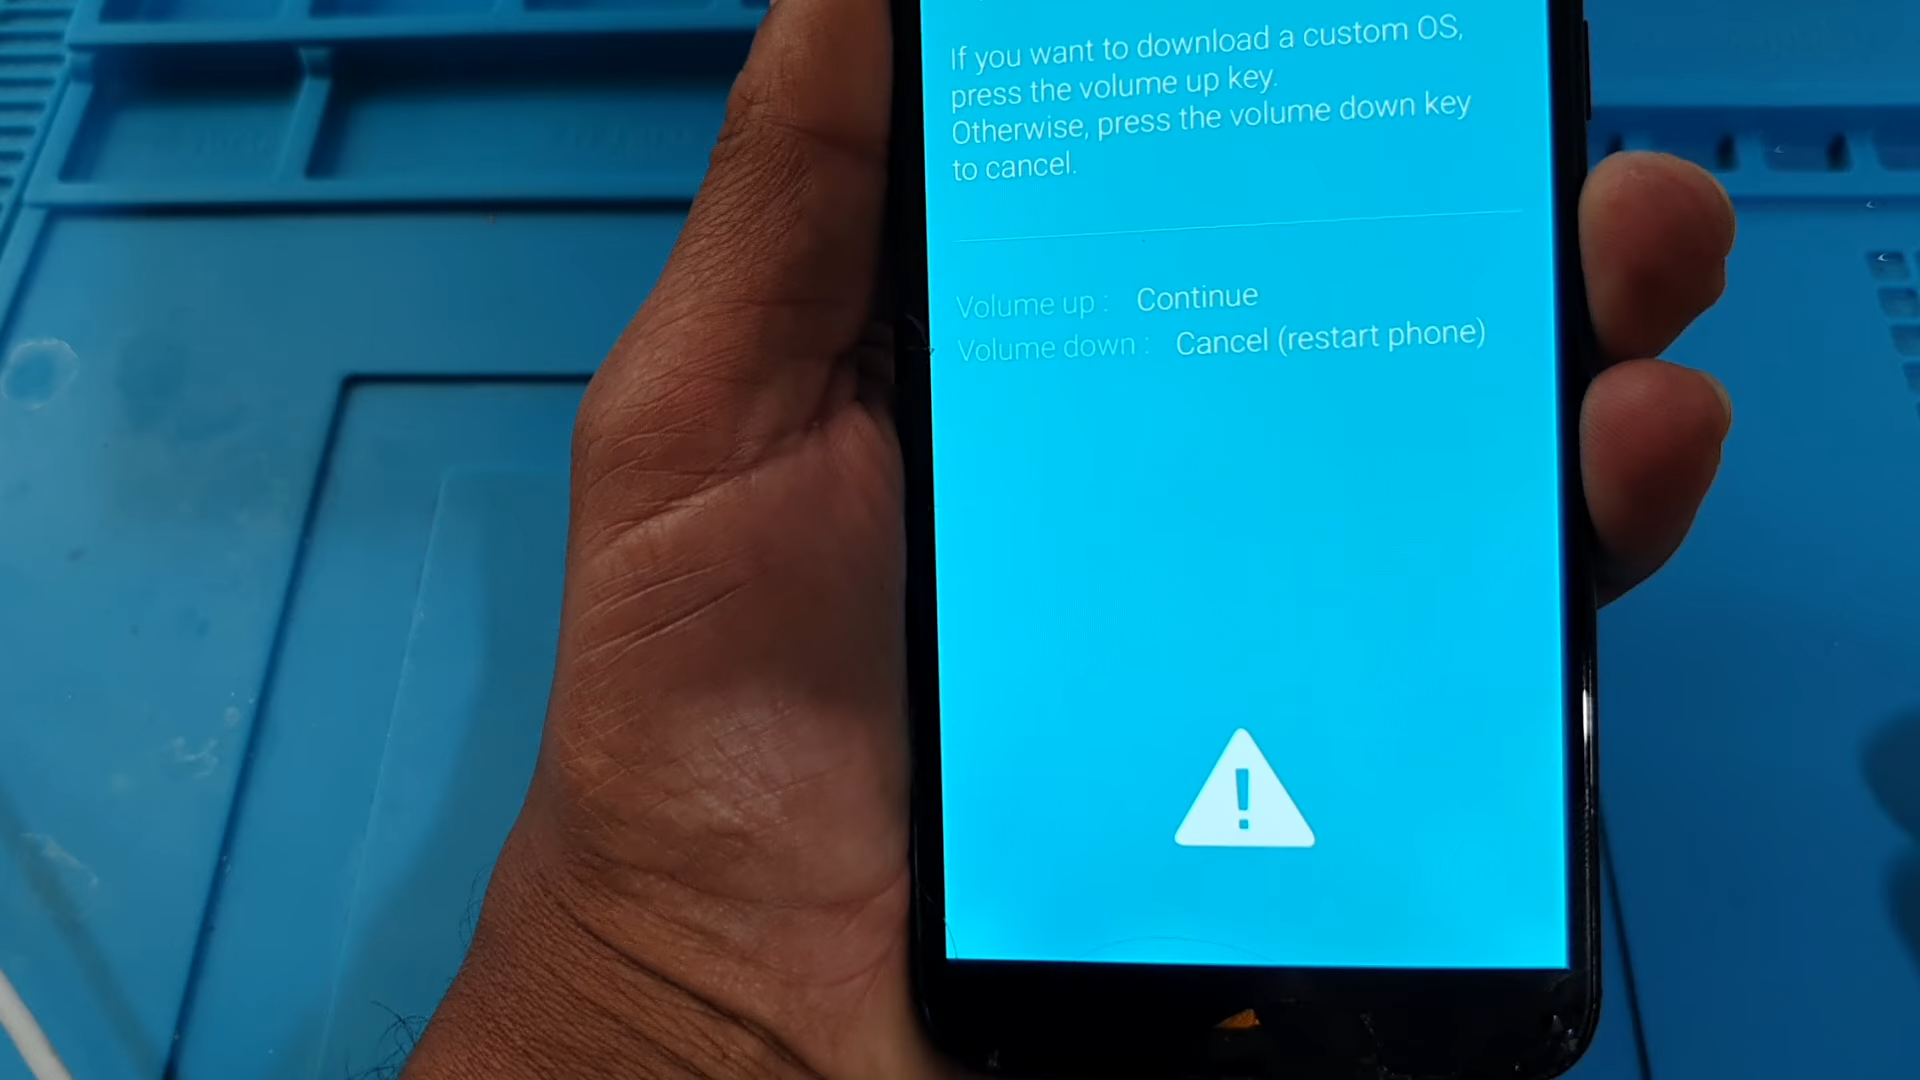 If you want to download a custom OS,
press the volume up key.
Otherwise, press the volume down key
to cancel.
Volume up : Continue
Volume down : Cancel (restart phone)